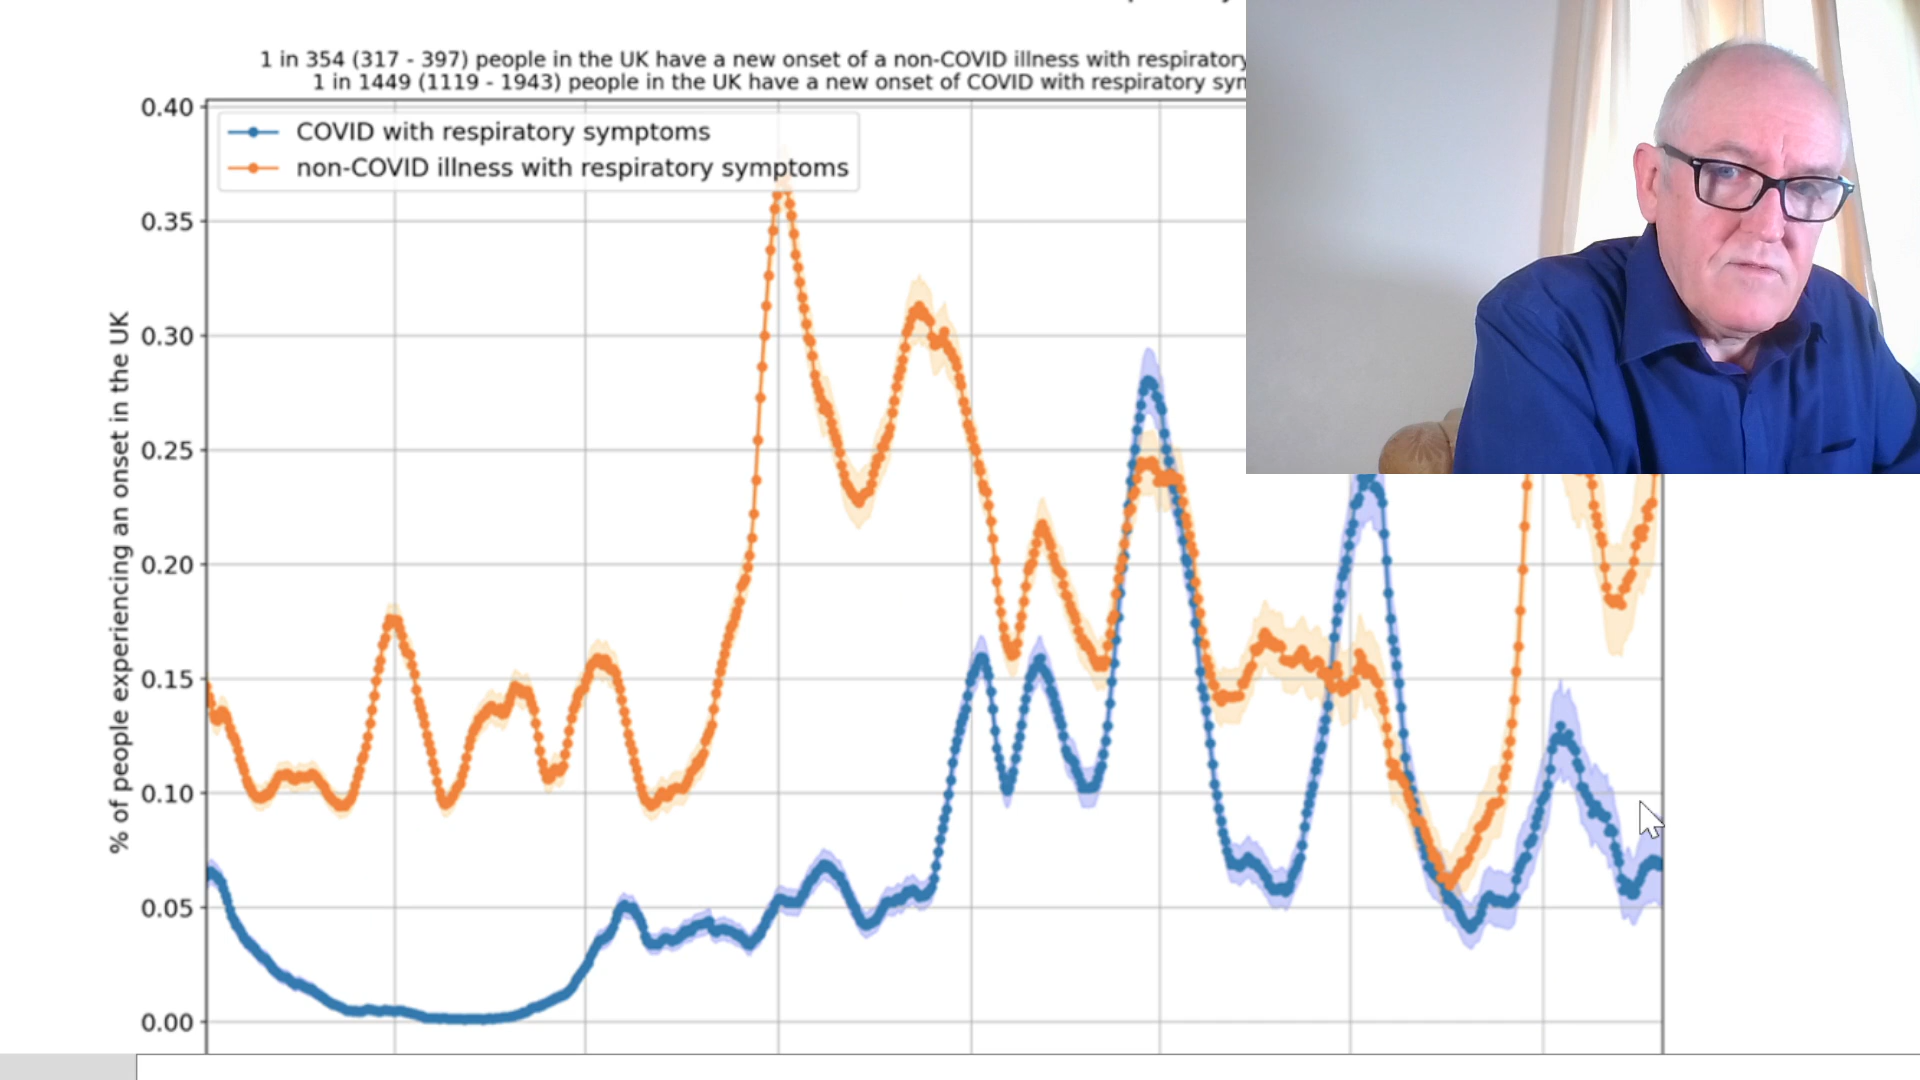 1 in 354 (317 - 397) people in the UK have a new onset of a non-COVID illness with respiratory
1 in 1449 (1119 - 1943) people in the UK have a new onset of COVID with respiratory sym
0.40
COVID with respiratory symptoms
non-COVID illness with respiratory symptoms
0.35
0.30
0.25
0.20
0.15
0.10
0.05
0.00
% of people experiencing an onset in the UK